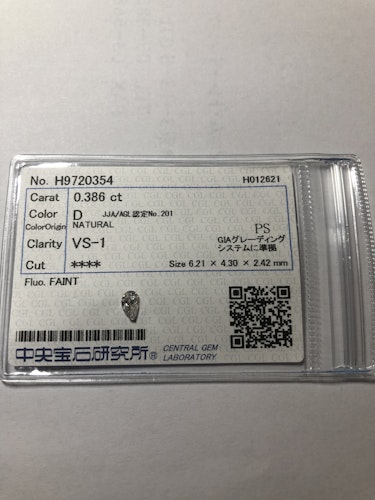 No. H9720354 H012621
Carat 0.386 ct
Color D JJA/AGL認定No.201
ColorOrigin NATURAL
Clarity VS-1
PS
GIAグレーディング
システムに準拠
Cut **** Size 6.21 × 4.30 × 2.42 mm
Fluo. FAINT
中央宝石研究所® CENTRAL GEM
LABORATORY